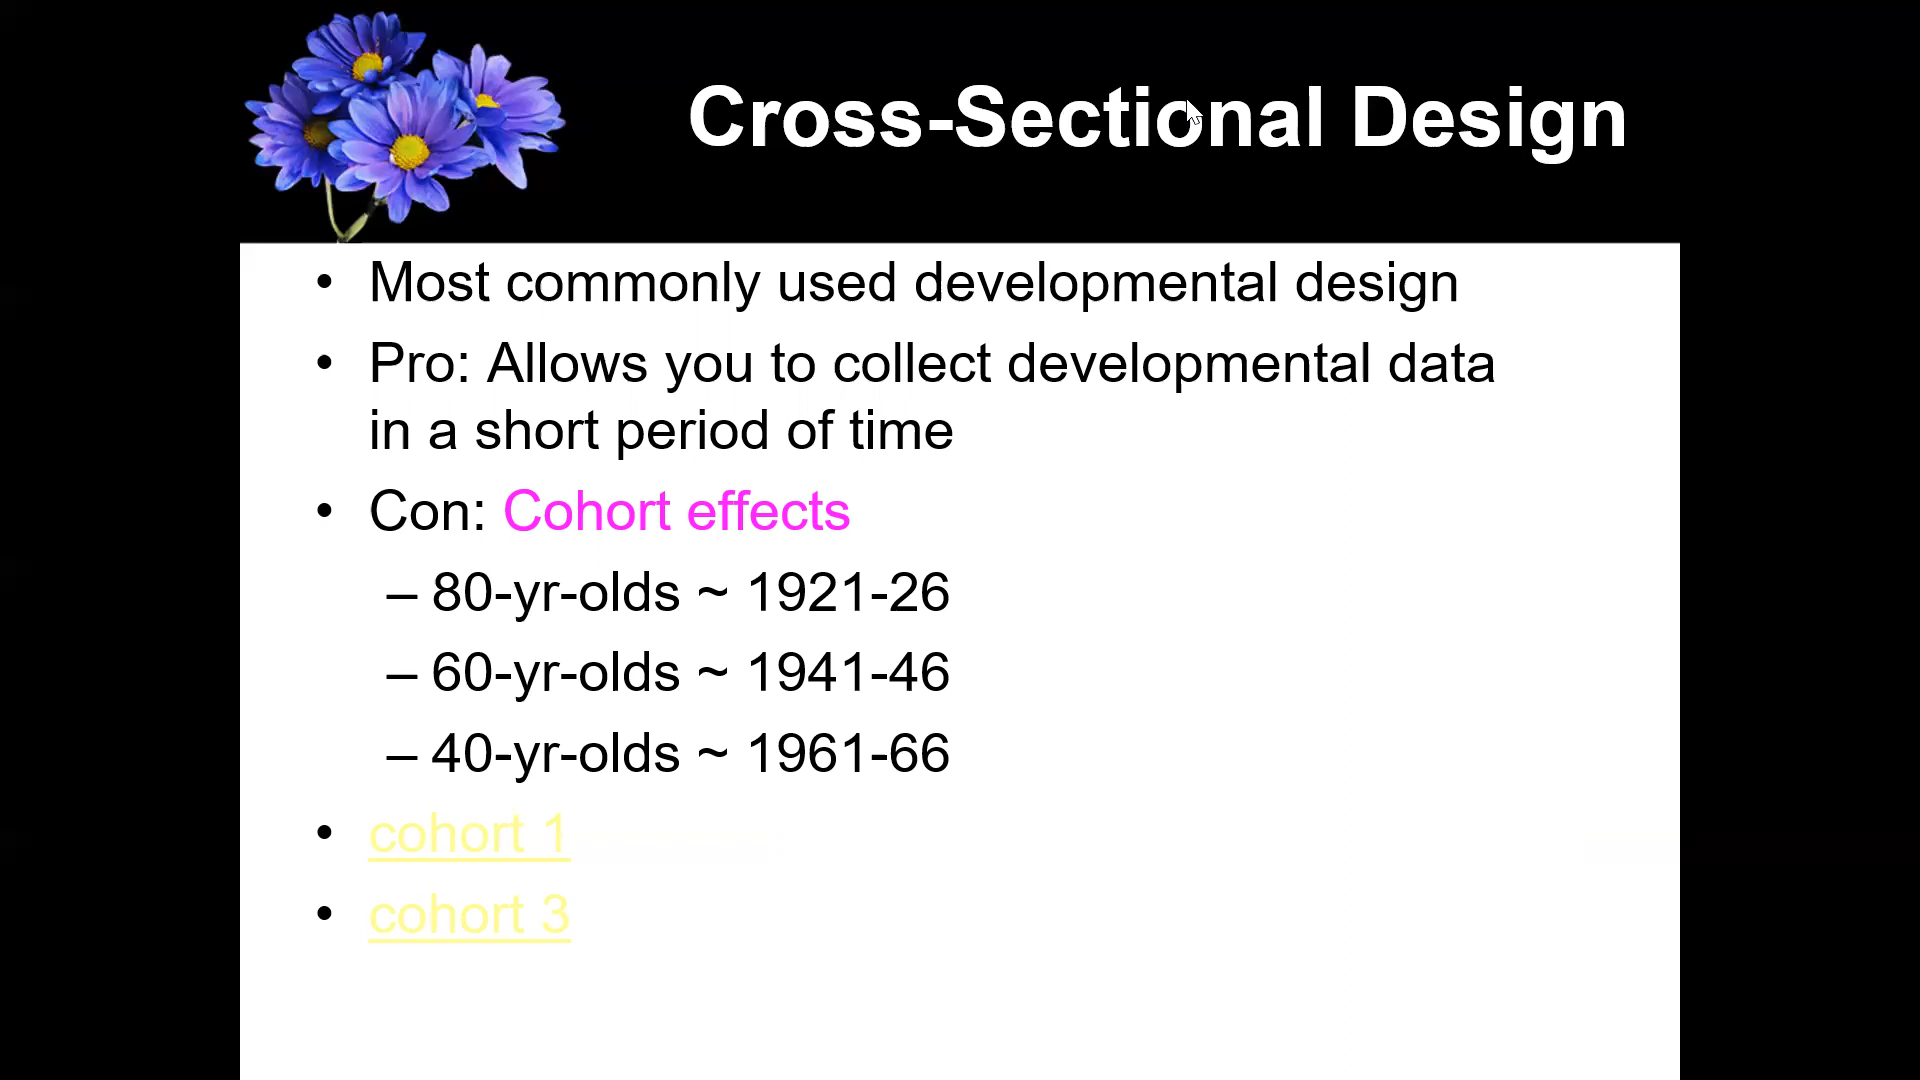 Cross-Sectional Design
• Most commonly used developmental design
• Pro: Allows you to collect developmental data
in a short period of time
• Con: Cohort effects
– 80-yr-olds ~ 1921-26
– 60-yr-olds ~ 1941-46
– 40-yr-olds ~ 1961-66
• cohort 1
• cohort 3